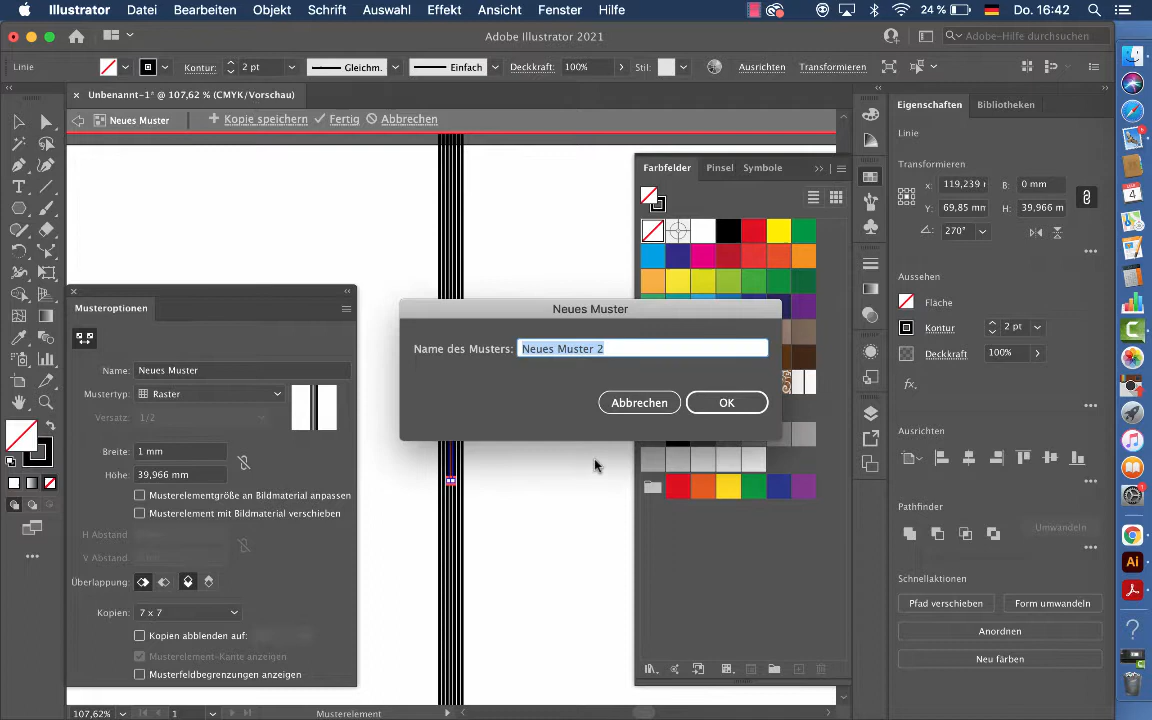 Illustrator Datei Bearbeiten Objekt Schrift Auswahl Effekt Ansicht Fenster Hilfe 24 % Do. 16:42
Adobe Illustrator 2021
Adobe-Hilfe durchsuchen
Linie Kontur: 2 pt Gleichm. Einfach Deckkraft: 100% Stil: Ausrichten Transformieren
× Unbenannt-1* @ 107,62 % (CMYK/Vorschau)
Neues Muster Kopie speichern Fertig Abbrechen
Eigenschaften Bibliotheken
Linie
Transformieren
X: 119,239 B: 0 mm
Y: 69,85 mm H: 39,966 m
270°
Aussehen
Fläche
Kontur 2 pt
Deckkraft 100%
fx.
Ausrichten
Pathfinder
Umwandeln
Schnellaktionen
Pfad verschieben Form umwandeln
Anordnen
Neu färben
Farbfelder Pinsel Symbole
Musteroptionen
Name: Neues Muster
Mustertyp: Raster
Versatz: 1/2
Breite: 1 mm
Höhe: 39,966 mm
Musterelementgröße an Bildmaterial anpassen
Musterelement mit Bildmaterial verschieben
H Abstand
V Abstand
Überlappung:
Kopien: 7 x 7
Kopien abblenden auf:
Musterelement-Kante anzeigen
Musterfeldbegrenzungen anzeigen
Neues Muster
Name des Musters: Neues Muster 2
Abbrechen OK
107,62% 1 Musterelement